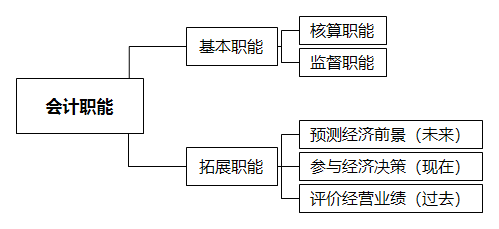 会计职能
基本职能
核算职能
监督职能
拓展职能
预测经济前景（未来）
参与经济决策（现在）
评价经营业绩（过去）